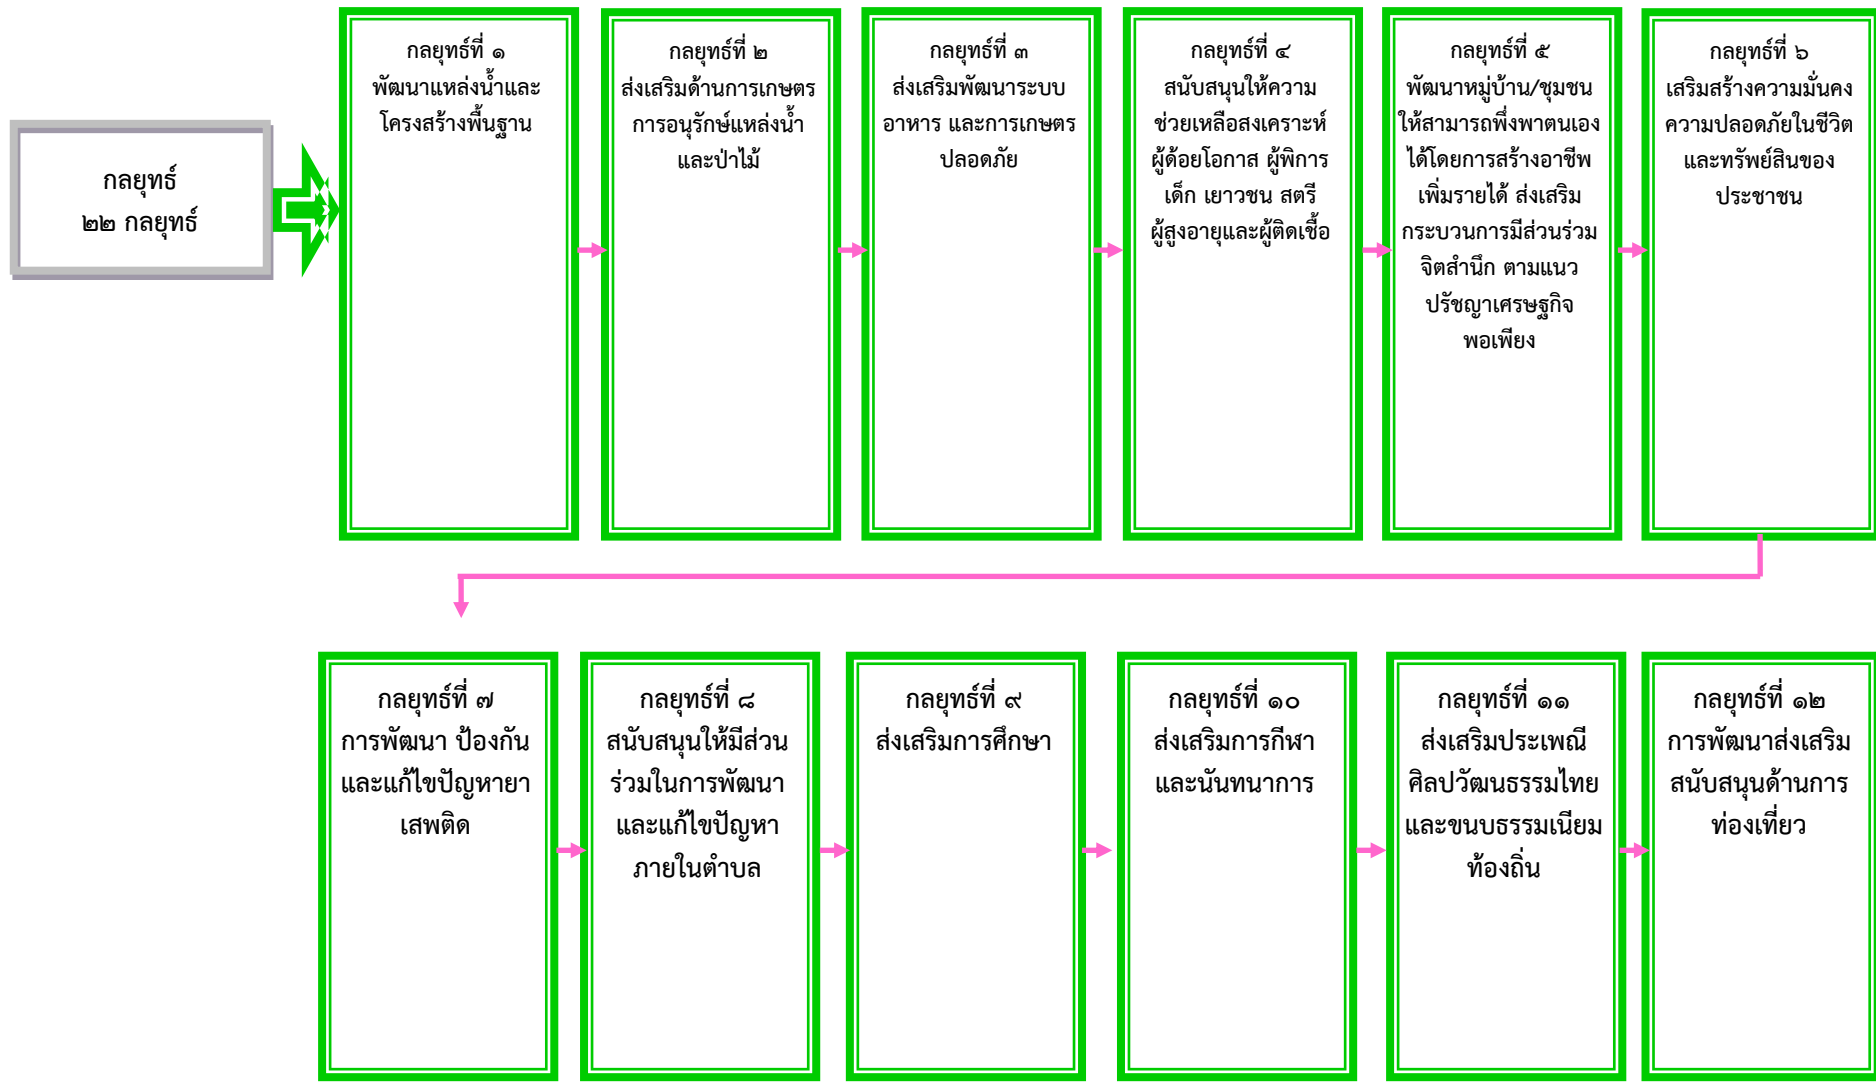 กลยุทธ์
๒๒ กลยุทธ์
กลยุทธ์ที่ ๑
พัฒนาแหล่งน้ำและ
โครงสร้างพื้นฐาน
กลยุทธ์ที่ ๒
ส่งเสริมด้านการเกษตร
การอนุรักษ์แหล่งน้ำ
และป่าไม้
กลยุทธ์ที่ ๓
ส่งเสริมพัฒนาระบบ
อาหาร และการเกษตร
ปลอดภัย
กลยุทธ์ที่ ๔
สนับสนุนให้ความ
ช่วยเหลือสงเคราะห์
ผู้ด้อยโอกาส ผู้พิการ
เด็ก เยาวชน สตรี
ผู้สูงอายุและผู้ติดเชื้อ
กลยุทธ์ที่ ๕
พัฒนาหมู่บ้าน/ชุมชน
ให้สามารถพึ่งพาตนเอง
ได้โดยการสร้างอาชีพ
เพิ่มรายได้ ส่งเสริม
กระบวนการมีส่วนร่วม
จิตสำนึก ตามแนว
ปรัชญาเศรษฐกิจ
พอเพียง
กลยุทธ์ที่ ๖
เสริมสร้างความมั่นคง
ความปลอดภัยในชีวิต
และทรัพย์สินของ
ประชาชน
กลยุทธ์ที่ ๗
การพัฒนา ป้องกัน
และแก้ไขปัญหายา
เสพติด
กลยุทธ์ที่ ๘
สนับสนุนให้มีส่วน
ร่วมในการพัฒนา
และแก้ไขปัญหา
ภายในตำบล
กลยุทธ์ที่ ๙
ส่งเสริมการศึกษา
กลยุทธ์ที่ ๑๐
ส่งเสริมการกีฬา
และนันทนาการ
กลยุทธ์ที่ ๑๑
ส่งเสริมประเพณี
ศิลปวัฒนธรรมไทย
และขนบธรรมเนียม
ท้องถิ่น
กลยุทธ์ที่ ๑๒
การพัฒนาส่งเสริม
สนับสนุนด้านการ
ท่องเที่ยว